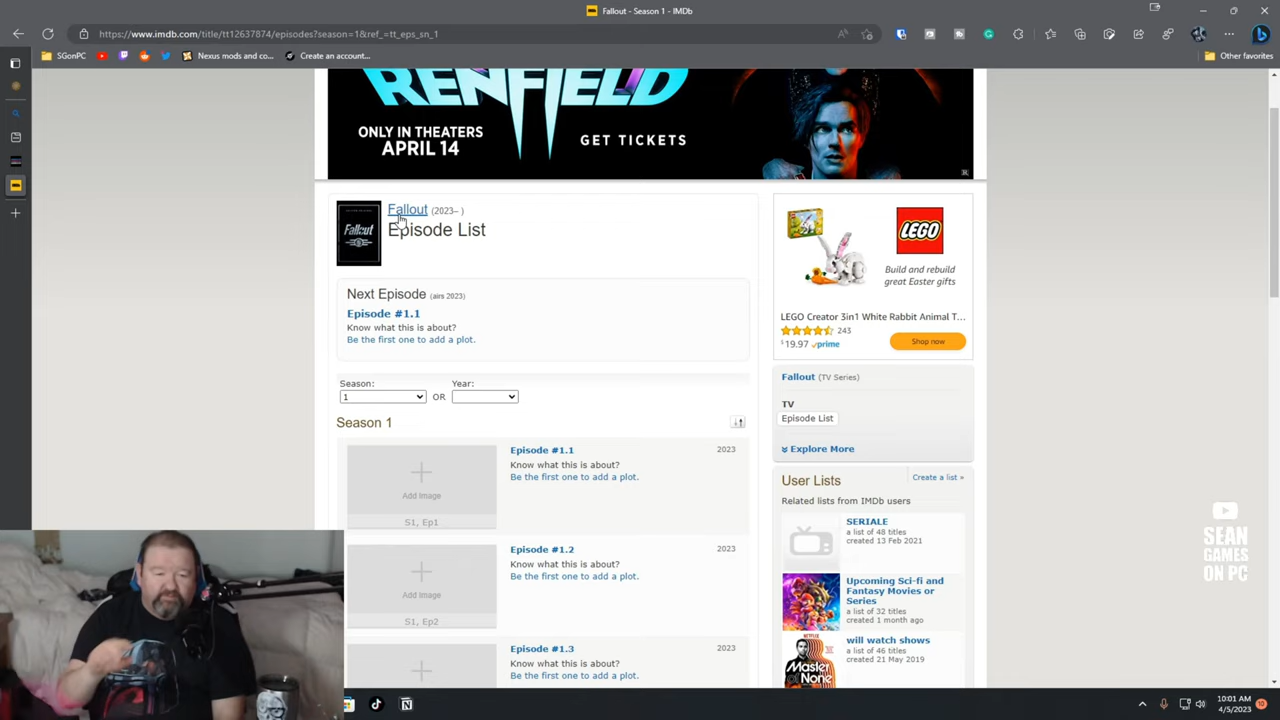 Fallout - Season 1 - IMDb
https://www.imdb.com/title/tt12637874/episodes?season=1&ref_=tt_eps_sn_1
SGonPC
Nexus mods and co...
Create an account...
Other favorites
RENFIELD
ONLY IN THEATERS
APRIL 14
GET TICKETS
Fallout (2023– )
Episode List
Fallout
Next Episode (airs 2023)
Episode #1.1
Know what this is about?
Be the first one to add a plot.
Season:
Year:
1
OR
Season 1
Add Image
S1, Ep1
Episode #1.1
2023
Know what this is about?
Be the first one to add a plot.
Add Image
S1, Ep2
Episode #1.2
2023
Know what this is about?
Be the first one to add a plot.
Episode #1.3
2023
Know what this is about?
Be the first one to add a plot.
LEGO
Build and rebuild
great Easter gifts
LEGO Creator 3in1 White Rabbit Animal T...
243
$19.97 prime
Shop now
Fallout (TV Series)
TV
Episode List
Explore More
User Lists
Create a list »
Related lists from IMDb users
SERIALE
a list of 48 titles
created 13 Feb 2021
Upcoming Sci-fi and
Fantasy Movies or
Series
a list of 32 titles
created 1 month ago
will watch shows
a list of 46 titles
created 21 May 2019
Master
of None
SEAN
GAMES
ON PC
10:01 AM
4/5/2023